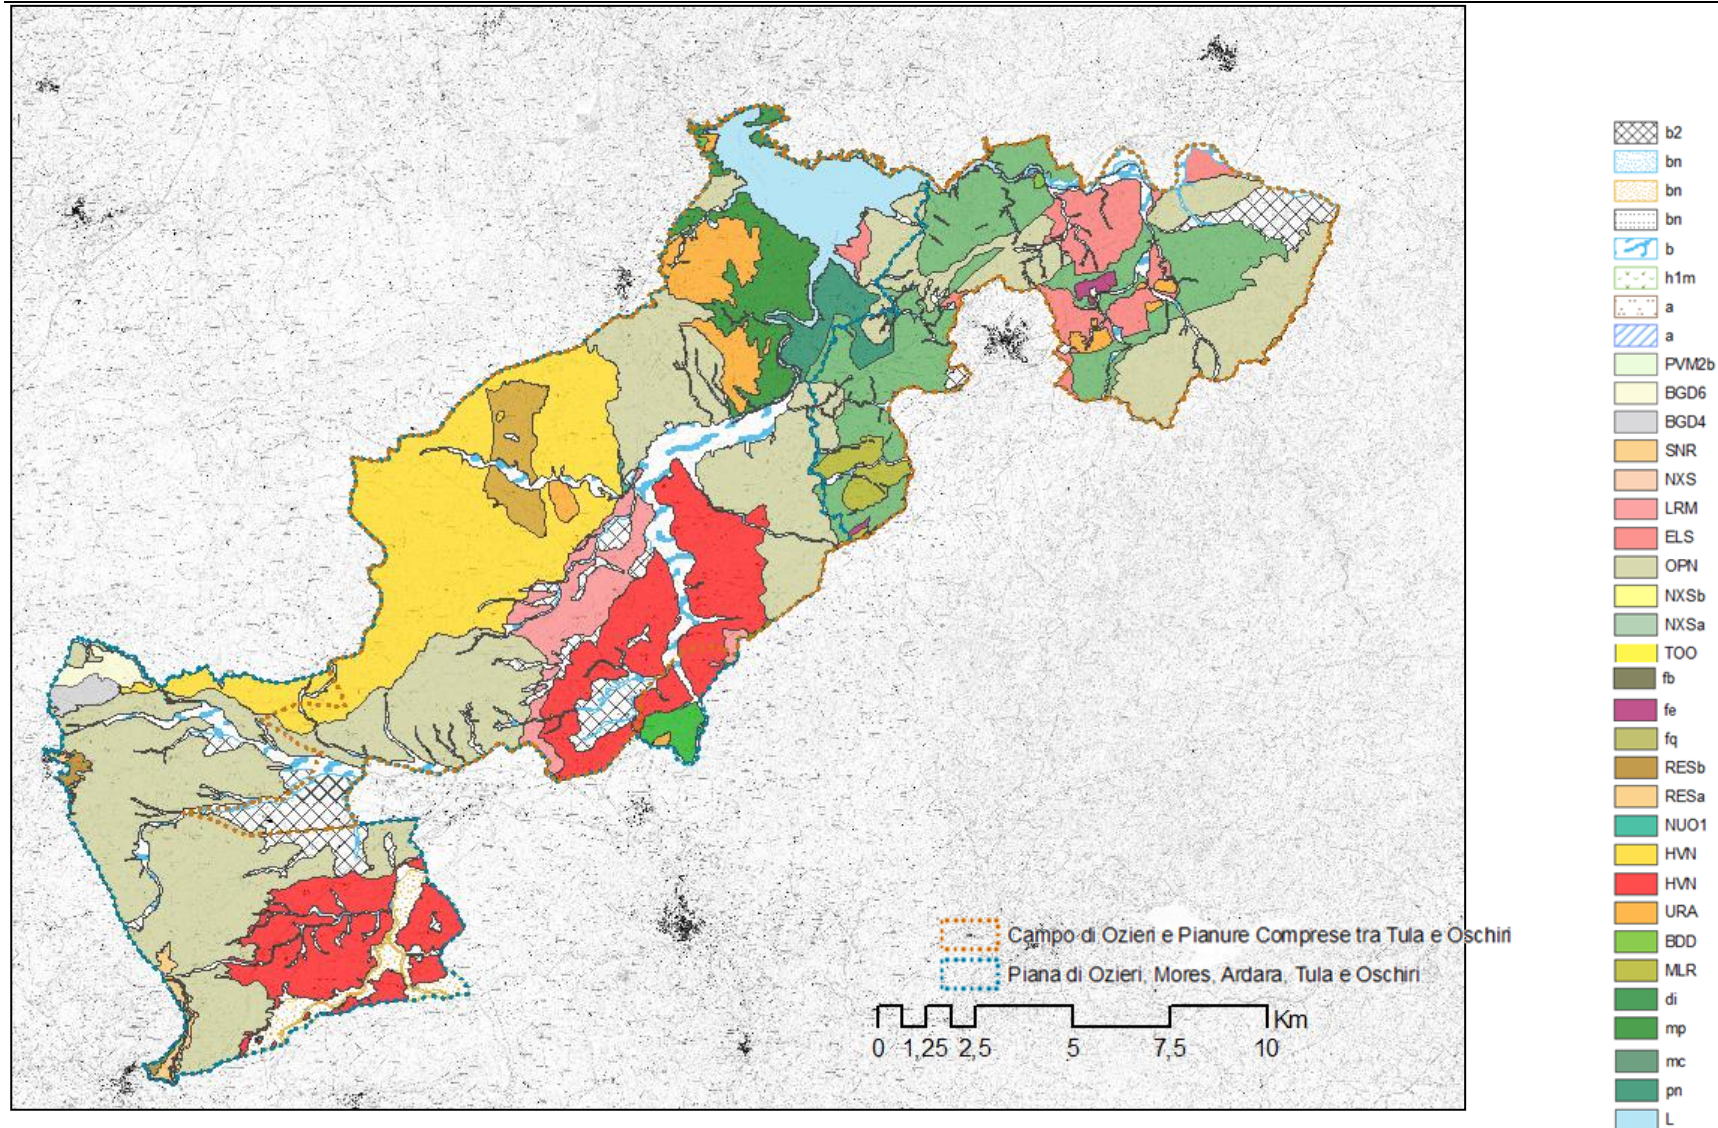 b2
bn
bn
bn
b
h1m
a
a
PVM2b
BGD6
BGD4
SNR
NXS
LRM
ELS
OPN
NXSb
NXSa
TOO
fb
fe
fq
RESb
RESa
NUO1
HVN
HVN
URA
BDD
MLR
di
mp
mc
pn
L
Campo di Ozieri e Pianure Comprese tra Tula e Oschiri
Piana di Ozieri, Mores, Ardara, Tula e Oschiri
Km
0 1,25 2,5 5 7,5 10